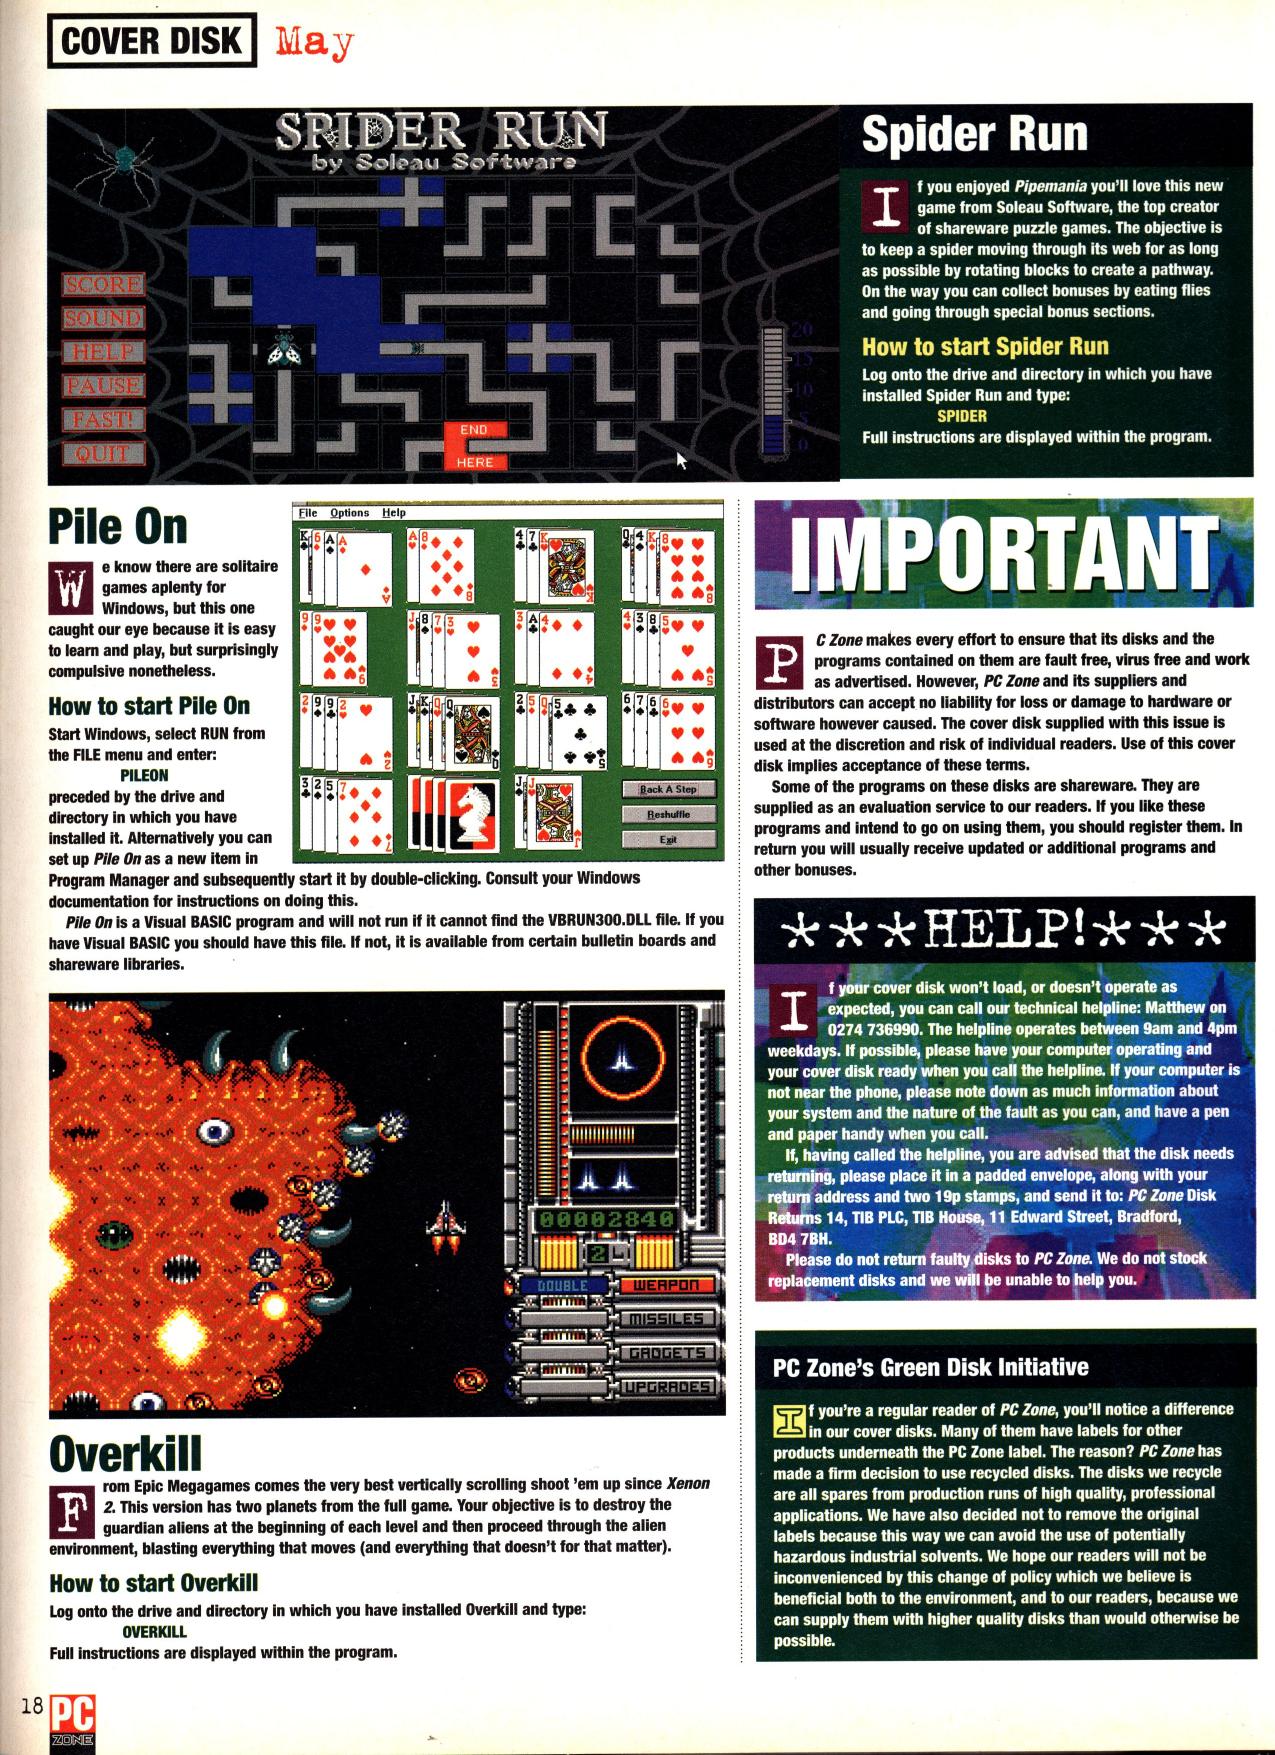 COVER DISK May
SPIDER RUN
by Soleau Software
SCORE
SOUND
HELP
PAUSE
FAST!
QUIT
END
HERE
20
15
10
5
0
Spider Run
If you enjoyed Pipemania you'll love this new
game from Soleau Software, the top creator
of shareware puzzle games. The objective is
to keep a spider moving through its web for as long
as possible by rotating blocks to create a pathway.
On the way you can collect bonuses by eating flies
and going through special bonus sections.
How to start Spider Run
Log onto the drive and directory in which you have
installed Spider Run and type:
SPIDER
Full instructions are displayed within the program.
Pile On
We know there are solitaire
games aplenty for
Windows, but this one
caught our eye because it is easy
to learn and play, but surprisingly
compulsive nonetheless.
How to start Pile On
Start Windows, select RUN from
the FILE menu and enter:
PILEON
preceded by the drive and
directory in which you have
installed it. Alternatively you can
set up Pile On as a new item in
Program Manager and subsequently start it by double-clicking. Consult your Windows
documentation for instructions on doing this.
Pile On is a Visual BASIC program and will not run if it cannot find the VBRUN300.DLL file. If you
have Visual BASIC you should have this file. If not, it is available from certain bulletin boards and
shareware libraries.
File Options Help
K 6 A A
A 8
4 7 K
Q 4 K 8
9 9
J 8 7 3
3 A 4
4 3 8 5
2 9 9 2
J K Q Q
2 5 Q 5
6 7 6 6
3 2 5 7
J J
Back A Step
Reshuffle
Exit
00002840
2
DOUBLE
WEAPON
MISSILES
GADGETS
UPGRADES
Overkill
From Epic Megagames comes the very best vertically scrolling shoot 'em up since Xenon
2. This version has two planets from the full game. Your objective is to destroy the
guardian aliens at the beginning of each level and then proceed through the alien
environment, blasting everything that moves (and everything that doesn't for that matter).
How to start Overkill
Log onto the drive and directory in which you have installed Overkill and type:
OVERKILL
Full instructions are displayed within the program.
IMPORTANT
PC Zone makes every effort to ensure that its disks and the
programs contained on them are fault free, virus free and work
as advertised. However, PC Zone and its suppliers and
distributors can accept no liability for loss or damage to hardware or
software however caused. The cover disk supplied with this issue is
used at the discretion and risk of individual readers. Use of this cover
disk implies acceptance of these terms.
Some of the programs on these disks are shareware. They are
supplied as an evaluation service to our readers. If you like these
programs and intend to go on using them, you should register them. In
return you will usually receive updated or additional programs and
other bonuses.
***HELP!***
If your cover disk won't load, or doesn't operate as
expected, you can call our technical helpline: Matthew on
0274 736990. The helpline operates between 9am and 4pm
weekdays. If possible, please have your computer operating and
your cover disk ready when you call the helpline. If your computer is
not near the phone, please note down as much information about
your system and the nature of the fault as you can, and have a pen
and paper handy when you call.
If, having called the helpline, you are advised that the disk needs
returning, please place it in a padded envelope, along with your
return address and two 19p stamps, and send it to: PC Zone Disk
Returns 14, TIB PLC, TIB House, 11 Edward Street, Bradford,
BD4 7BH.
Please do not return faulty disks to PC Zone. We do not stock
replacement disks and we will be unable to help you.
PC Zone's Green Disk Initiative
If you're a regular reader of PC Zone, you'll notice a difference
in our cover disks. Many of them have labels for other
products underneath the PC Zone label. The reason? PC Zone has
made a firm decision to use recycled disks. The disks we recycle
are all spares from production runs of high quality, professional
applications. We have also decided not to remove the original
labels because this way we can avoid the use of potentially
hazardous industrial solvents. We hope our readers will not be
inconvenienced by this change of policy which we believe is
beneficial both to the environment, and to our readers, because we
can supply them with higher quality disks than would otherwise be
possible.
18 PC
ZONE